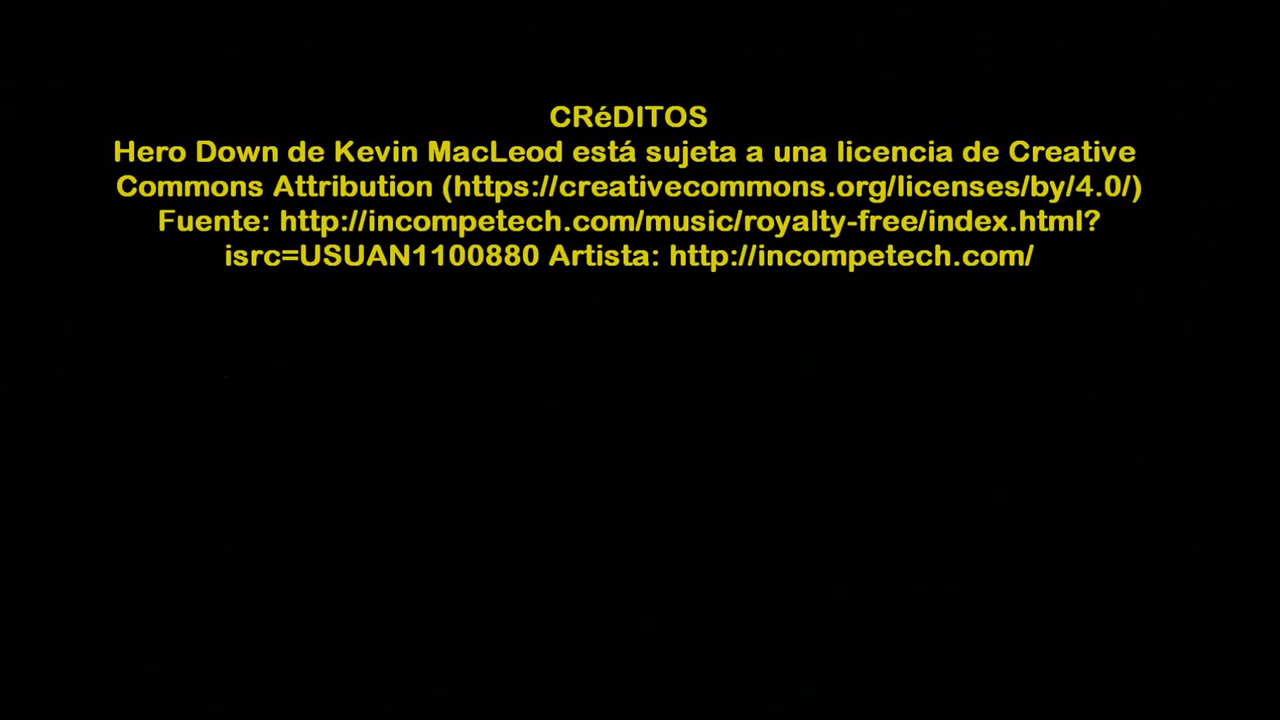 CRéDITOS
Hero Down de Kevin MacLeod está sujeta a una licencia de Creative
Commons Attribution (https://creativecommons.org/licenses/by/4.0/)
Fuente: http://incompetech.com/music/royalty-free/index.html?
isrc=USUAN1100880 Artista: http://incompetech.com/